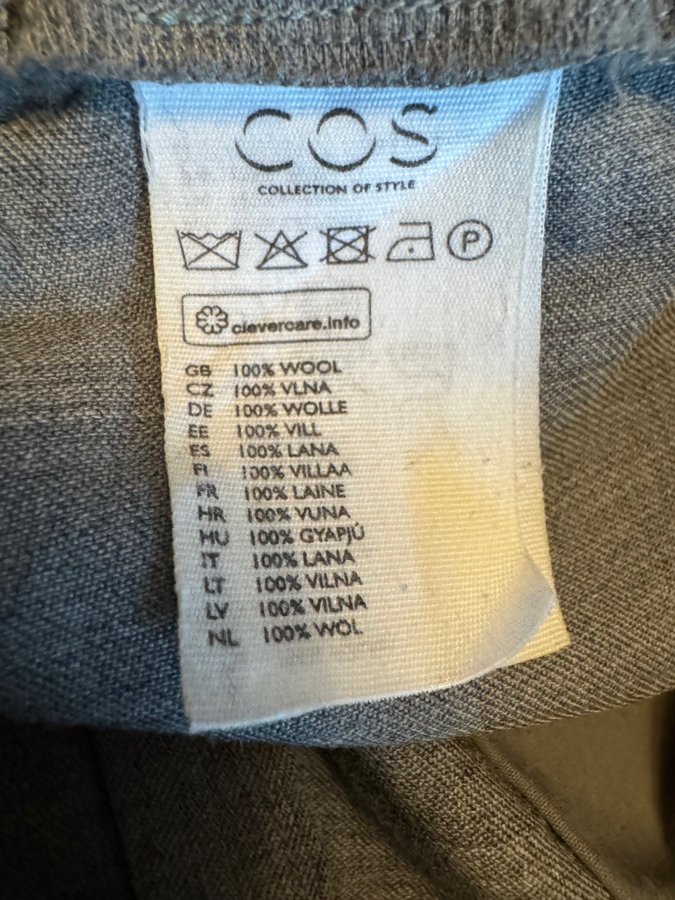 COS
COLLECTION OF STYLE
P
clevercare.info
GB 100% WOOL
CZ 100% VLNA
DE 100% WOLLE
EE 100% VILL
ES 100% LANA
FI 100% VILLAA
FR 100% LAINE
HR 100% VUNA
HU 100% GYAPJÚ
IT 100% LANA
LT 100% VILNA
LV 100% VILNA
NL 100% WOL